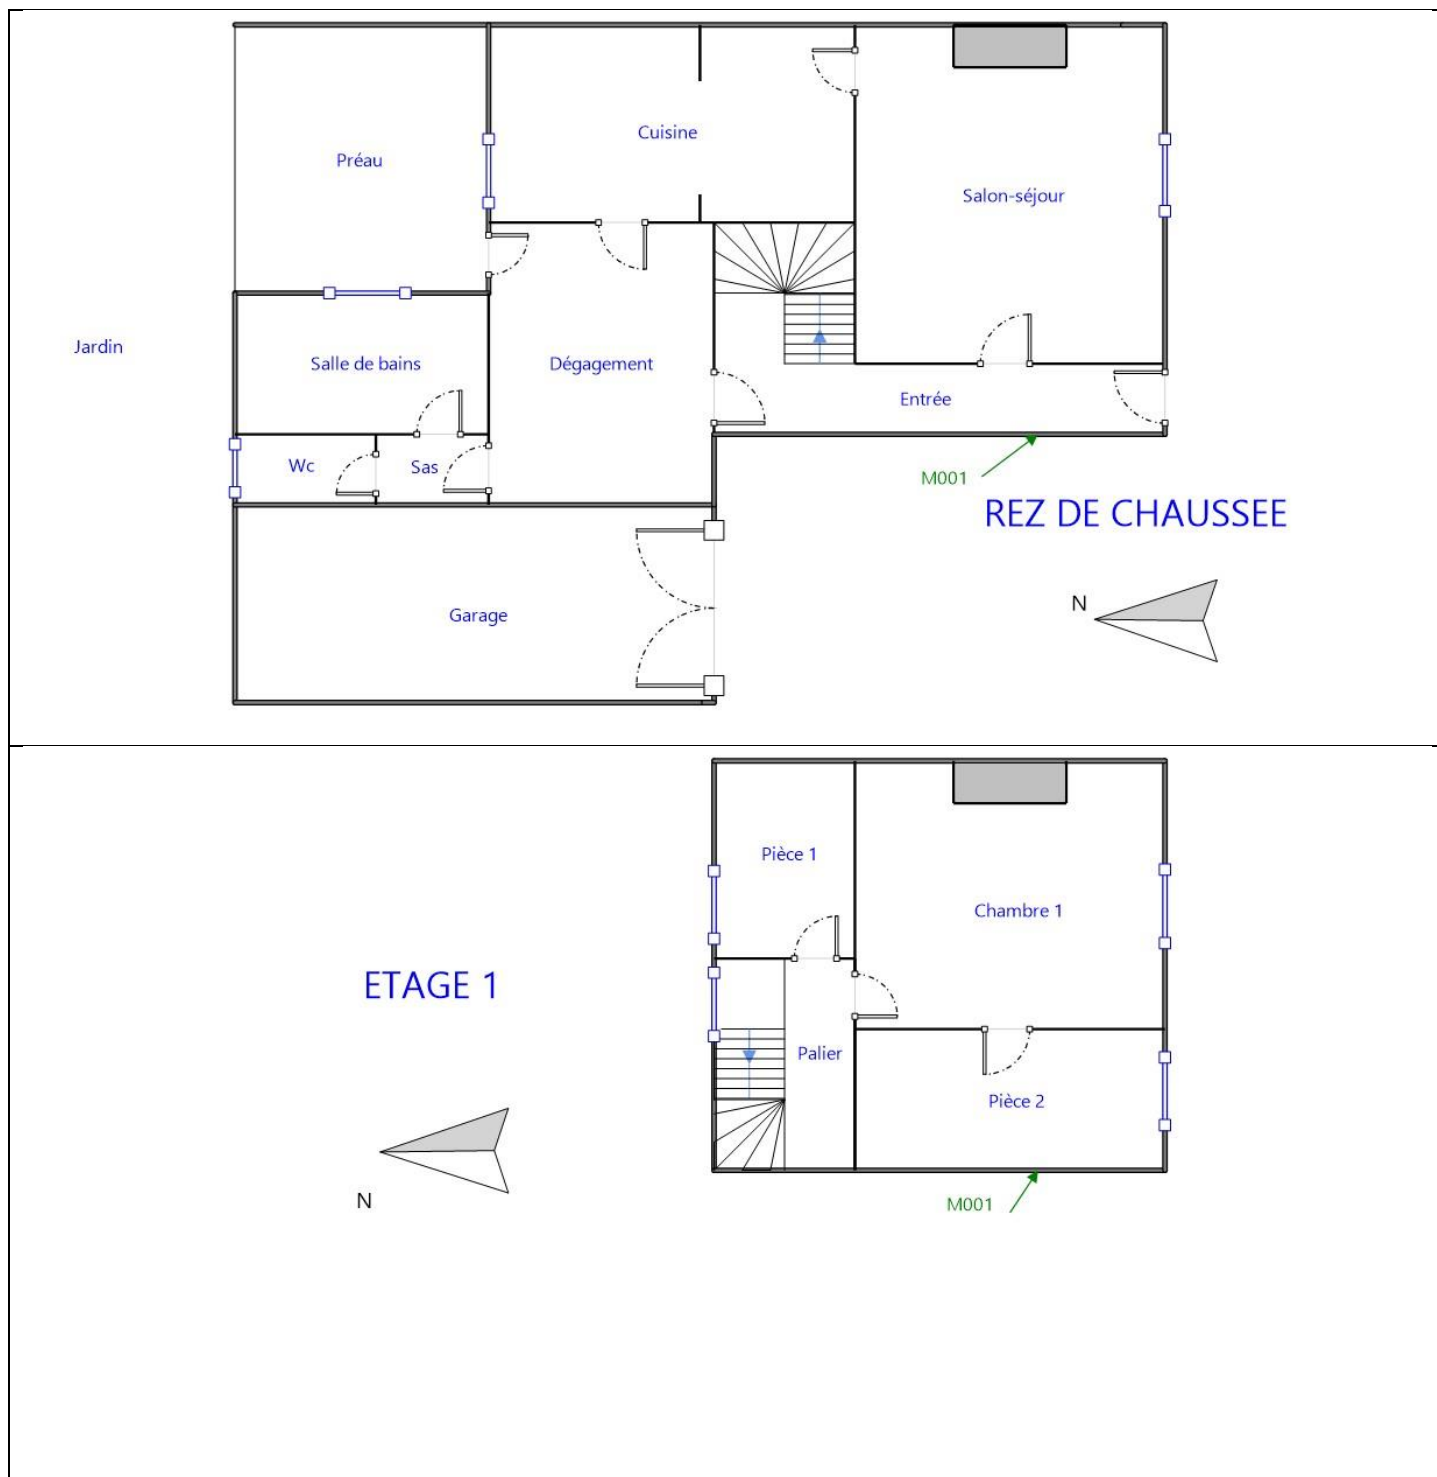 Cuisine
Préau
Salon-séjour
Jardin
Salle de bains
Dégagement
Entrée
Wc
Sas
M001
REZ DE CHAUSSEE
N
Garage
Pièce 1
Chambre 1
ETAGE 1
Palier
Pièce 2
N
M001